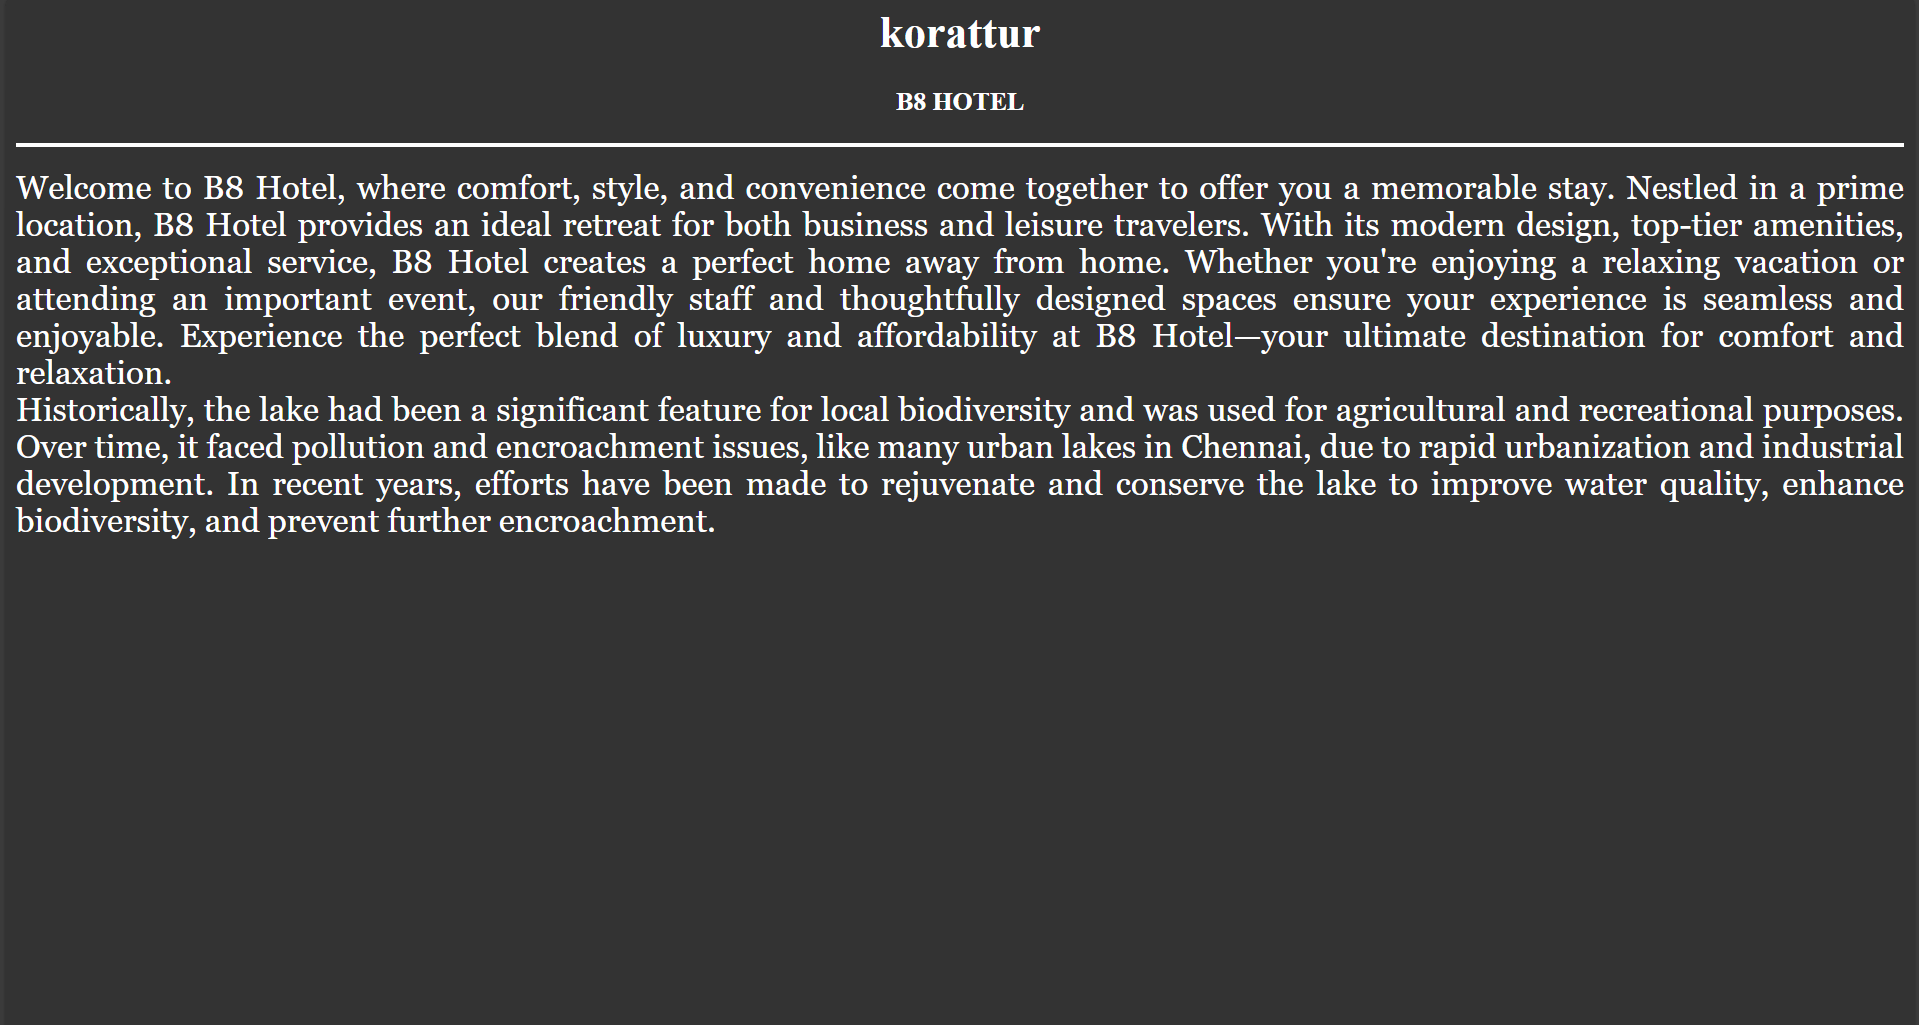 korattur
B8 HOTEL
Welcome to B8 Hotel, where comfort, style, and convenience come together to offer you a memorable stay. Nestled in a prime
location, B8 Hotel provides an ideal retreat for both business and leisure travelers. With its modern design, top-tier amenities,
and exceptional service, B8 Hotel creates a perfect home away from home. Whether you're enjoying a relaxing vacation or
attending an important event, our friendly staff and thoughtfully designed spaces ensure your experience is seamless and
enjoyable. Experience the perfect blend of luxury and affordability at B8 Hotel—your ultimate destination for comfort and
relaxation.
Historically, the lake had been a significant feature for local biodiversity and was used for agricultural and recreational purposes.
Over time, it faced pollution and encroachment issues, like many urban lakes in Chennai, due to rapid urbanization and industrial
development. In recent years, efforts have been made to rejuvenate and conserve the lake to improve water quality, enhance
biodiversity, and prevent further encroachment.